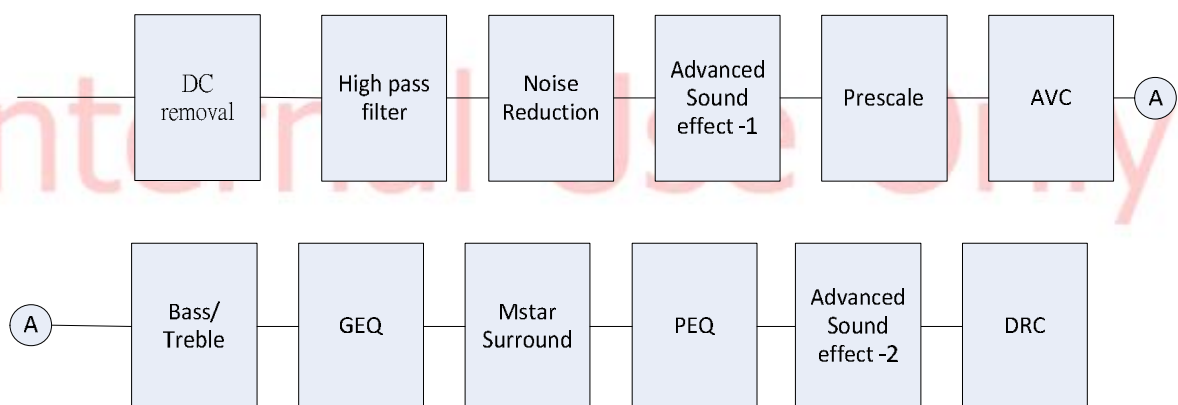 DC
removal
High pass
filter
Noise
Reduction
Advanced
Sound
effect -1
Prescale
AVC
A
Internal Use Only
A
Bass/
Treble
GEQ
Mstar
Surround
PEQ
Advanced
Sound
effect -2
DRC